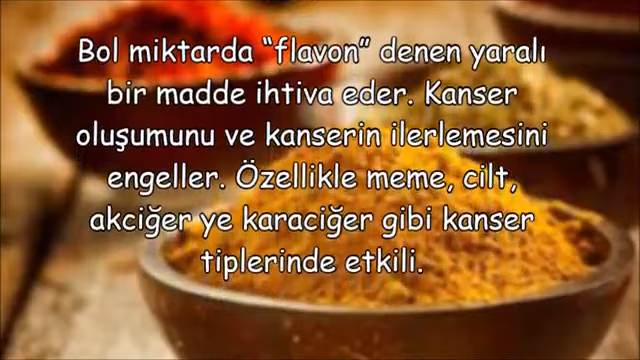 Bol miktarda “flavon” denen yaralı
bir madde ihtiva eder. Kanser
oluşumunu ve kanserin ilerlemesini
engeller. Özellikle meme, cilt,
akciğer ye karaciğer gibi kanser
tiplerinde etkili.